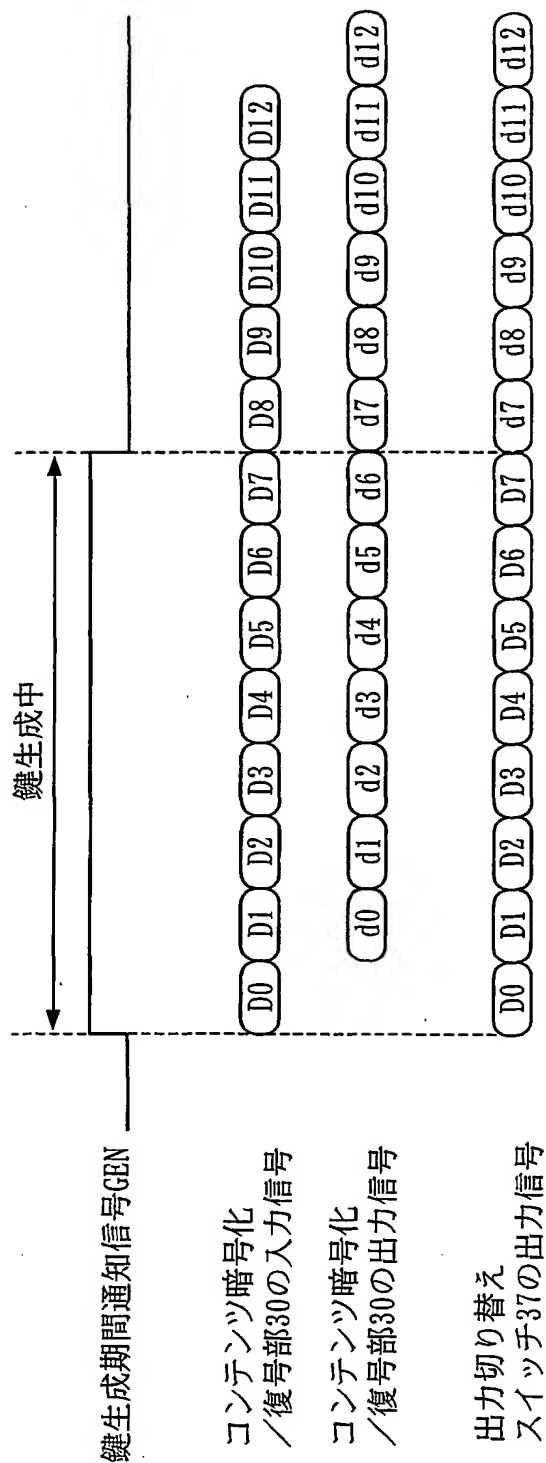 鍵生成中
鍵生成期間通知信号GEN
コンテンツ暗号化
/復号部30の入力信号
D0 D1 D2 D3 D4 D5 D6 D7 D8 D9 D10 D11 D12
コンテンツ暗号化
/復号部30の出力信号
d0 d1 d2 d3 d4 d5 d6 d7 d8 d9 d10 d11 d12
出力切り替え
スイッチ37の出力信号
D0 D1 D2 D3 D4 D5 D6 D7 d7 d8 d9 d10 d11 d12